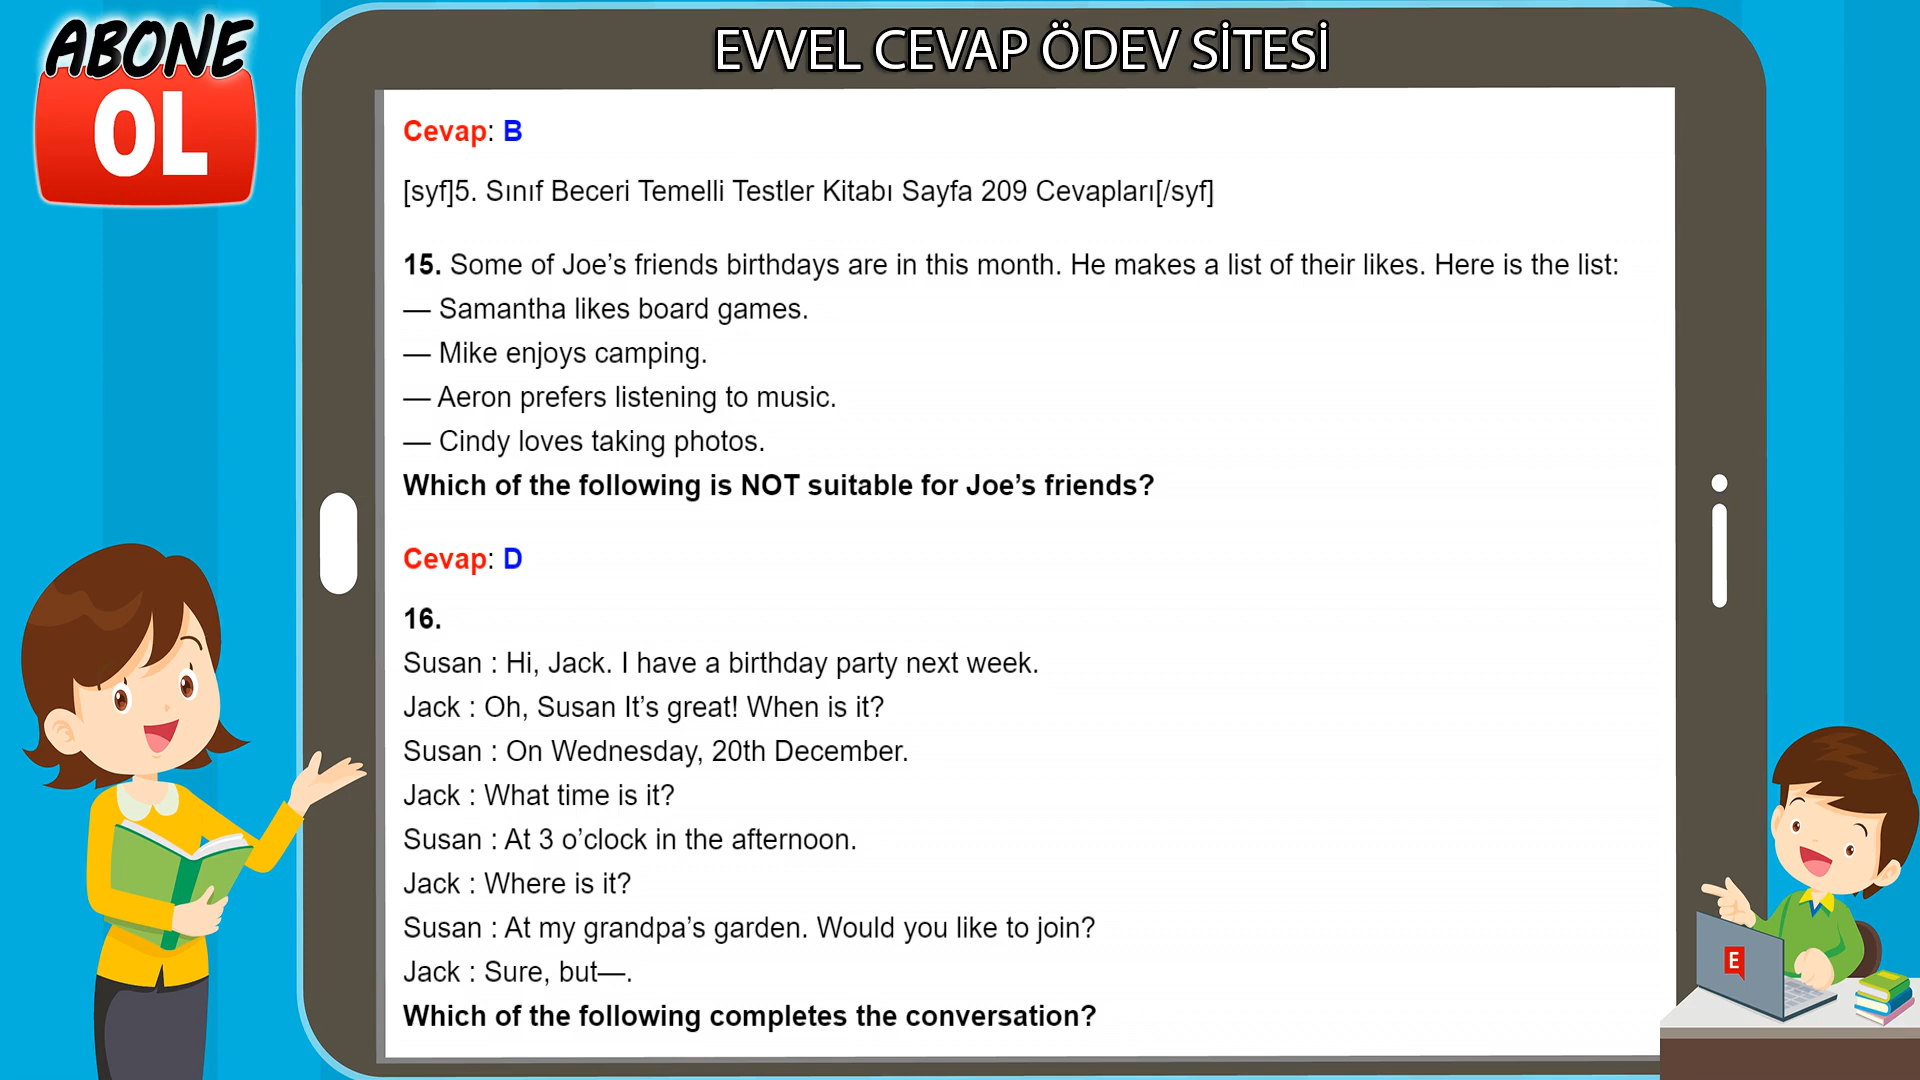 ABONE
OL
EVVEL CEVAP ÖDEV SİTESİ
Cevap: B
[syf]5. Sınıf Beceri Temelli Testler Kitabı Sayfa 209 Cevapları[/syf]
15. Some of Joe’s friends birthdays are in this month. He makes a list of their likes. Here is the list:
— Samantha likes board games.
— Mike enjoys camping.
— Aeron prefers listening to music.
— Cindy loves taking photos.
Which of the following is NOT suitable for Joe’s friends?
Cevap: D
16.
Susan : Hi, Jack. I have a birthday party next week.
Jack : Oh, Susan It’s great! When is it?
Susan : On Wednesday, 20th December.
Jack : What time is it?
Susan : At 3 o’clock in the afternoon.
Jack : Where is it?
Susan : At my grandpa’s garden. Would you like to join?
Jack : Sure, but—.
Which of the following completes the conversation?
E